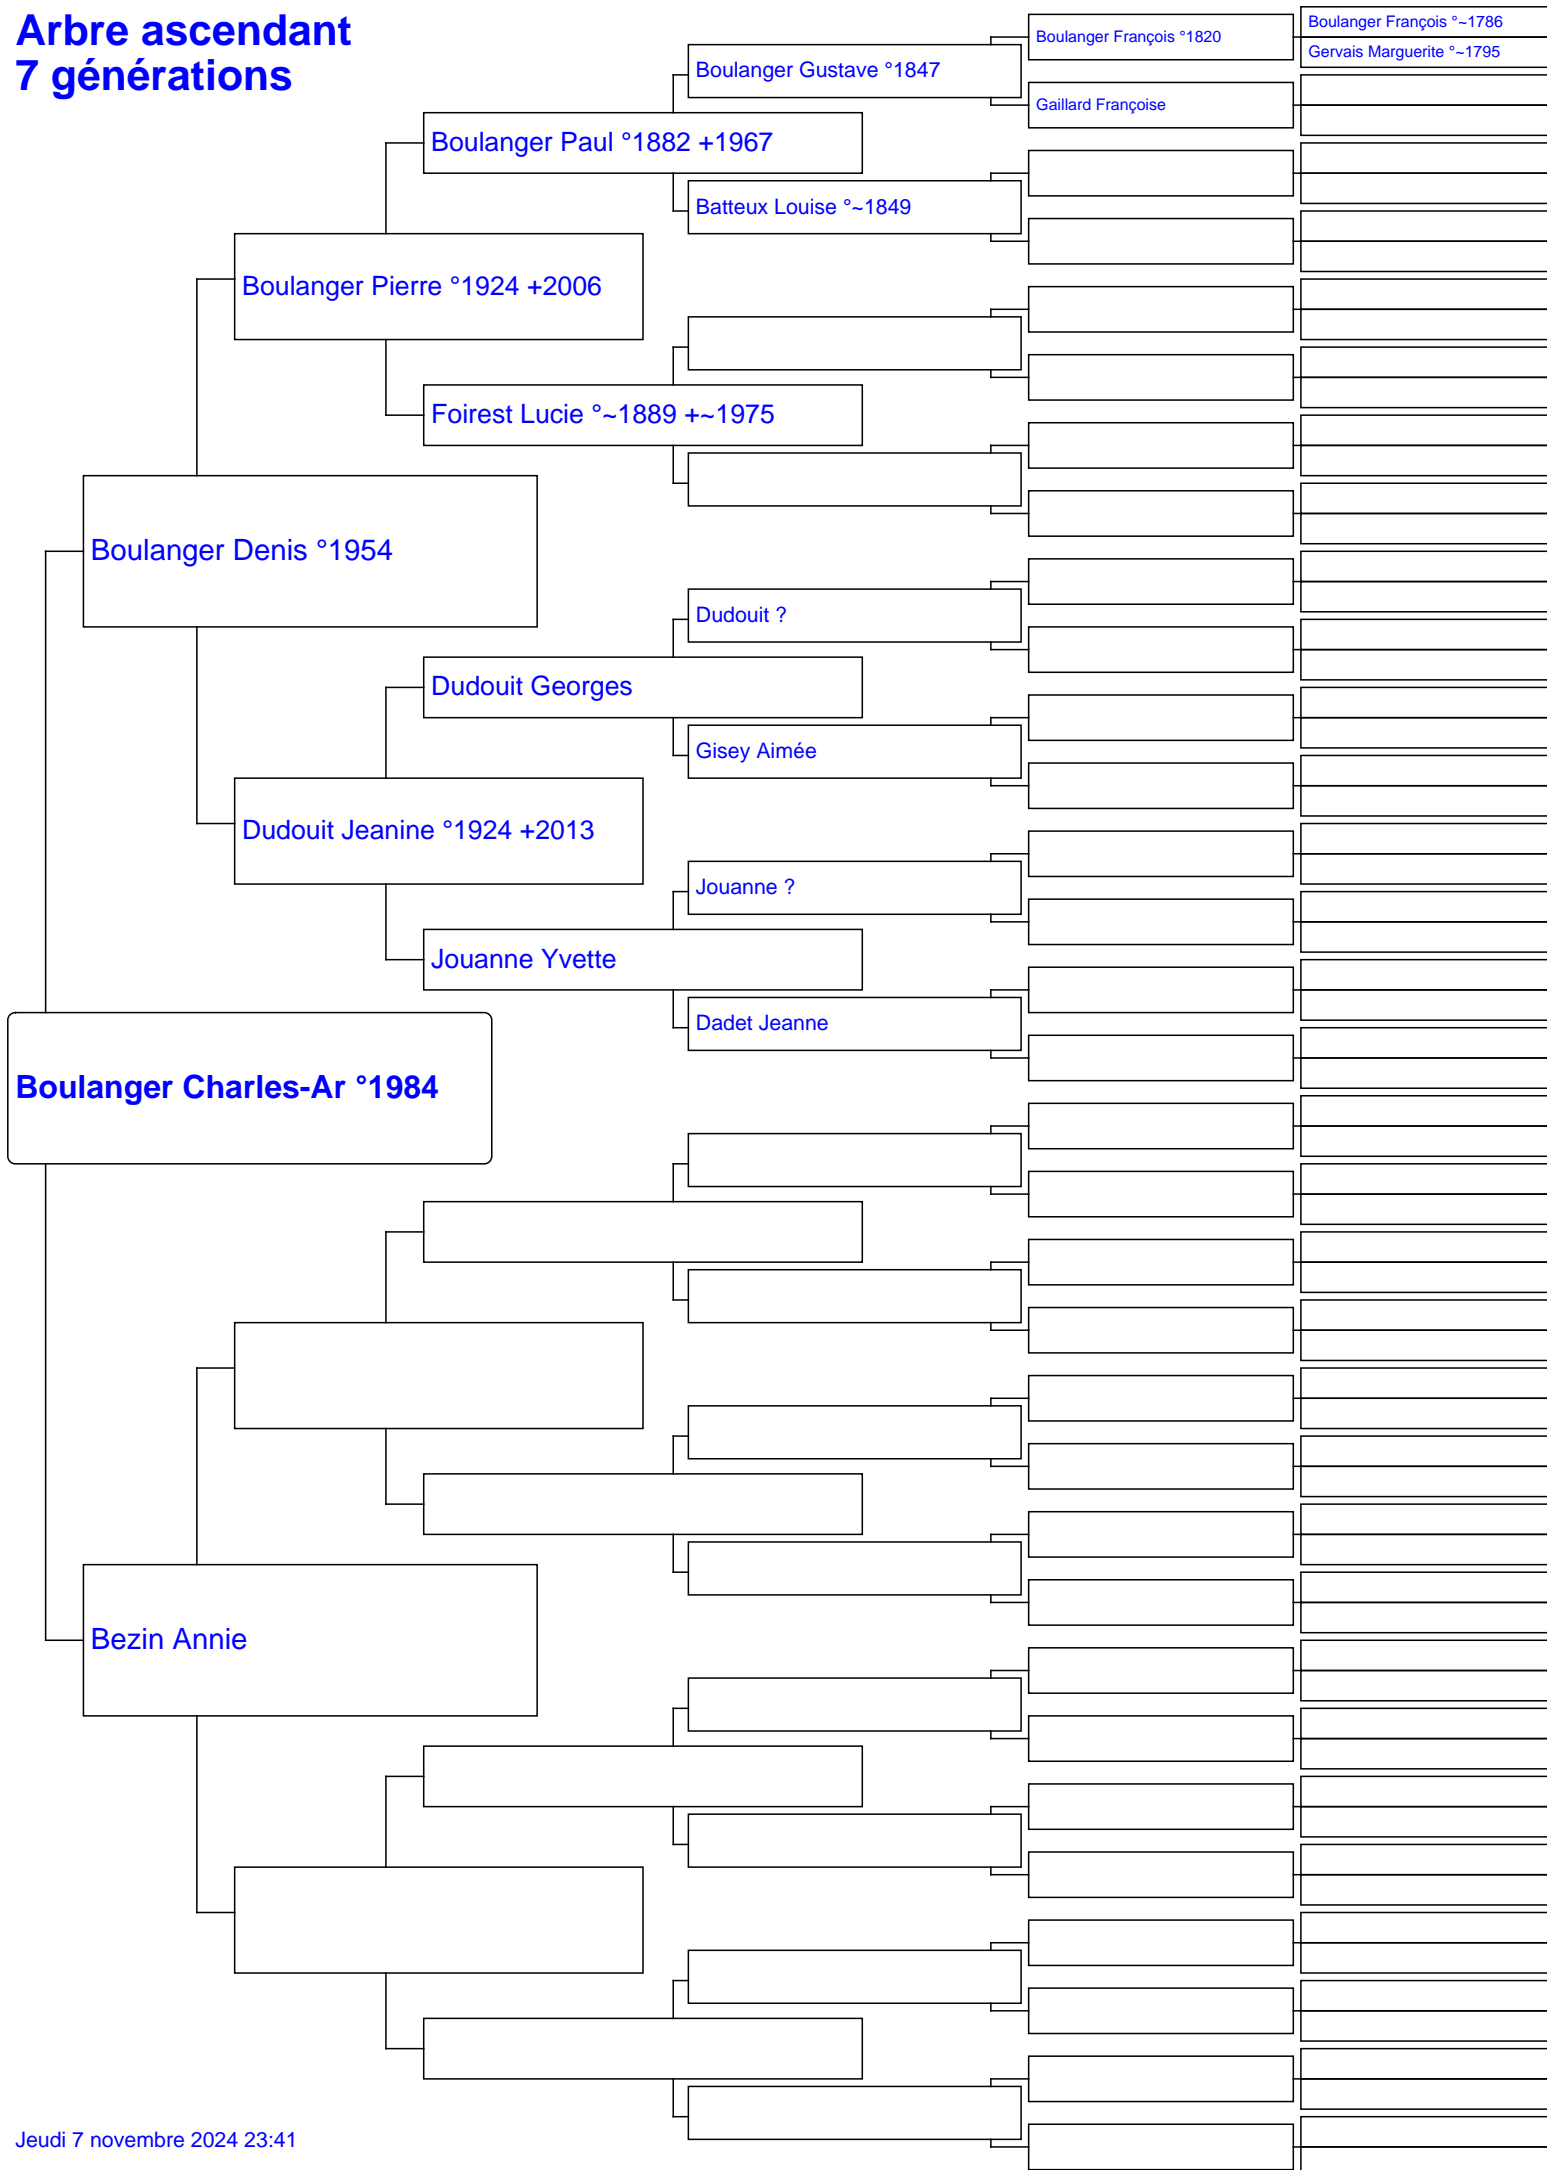 Arbre ascendant
7 générations
Boulanger François °~1786
Gervais Marguerite °~1795
Boulanger François °1820
Gaillard Françoise
Boulanger Gustave °1847
Boulanger Paul °1882 +1967
Batteux Louise °~1849
Boulanger Pierre °1924 +2006
Foirest Lucie °~1889 +~1975
Boulanger Denis °1954
Dudouit ?
Dudouit Georges
Gisey Aimée
Dudouit Jeanine °1924 +2013
Jouanne ?
Jouanne Yvette
Dadet Jeanne
Boulanger Charles-Ar °1984
Bezin Annie
Jeudi 7 novembre 2024 23:41